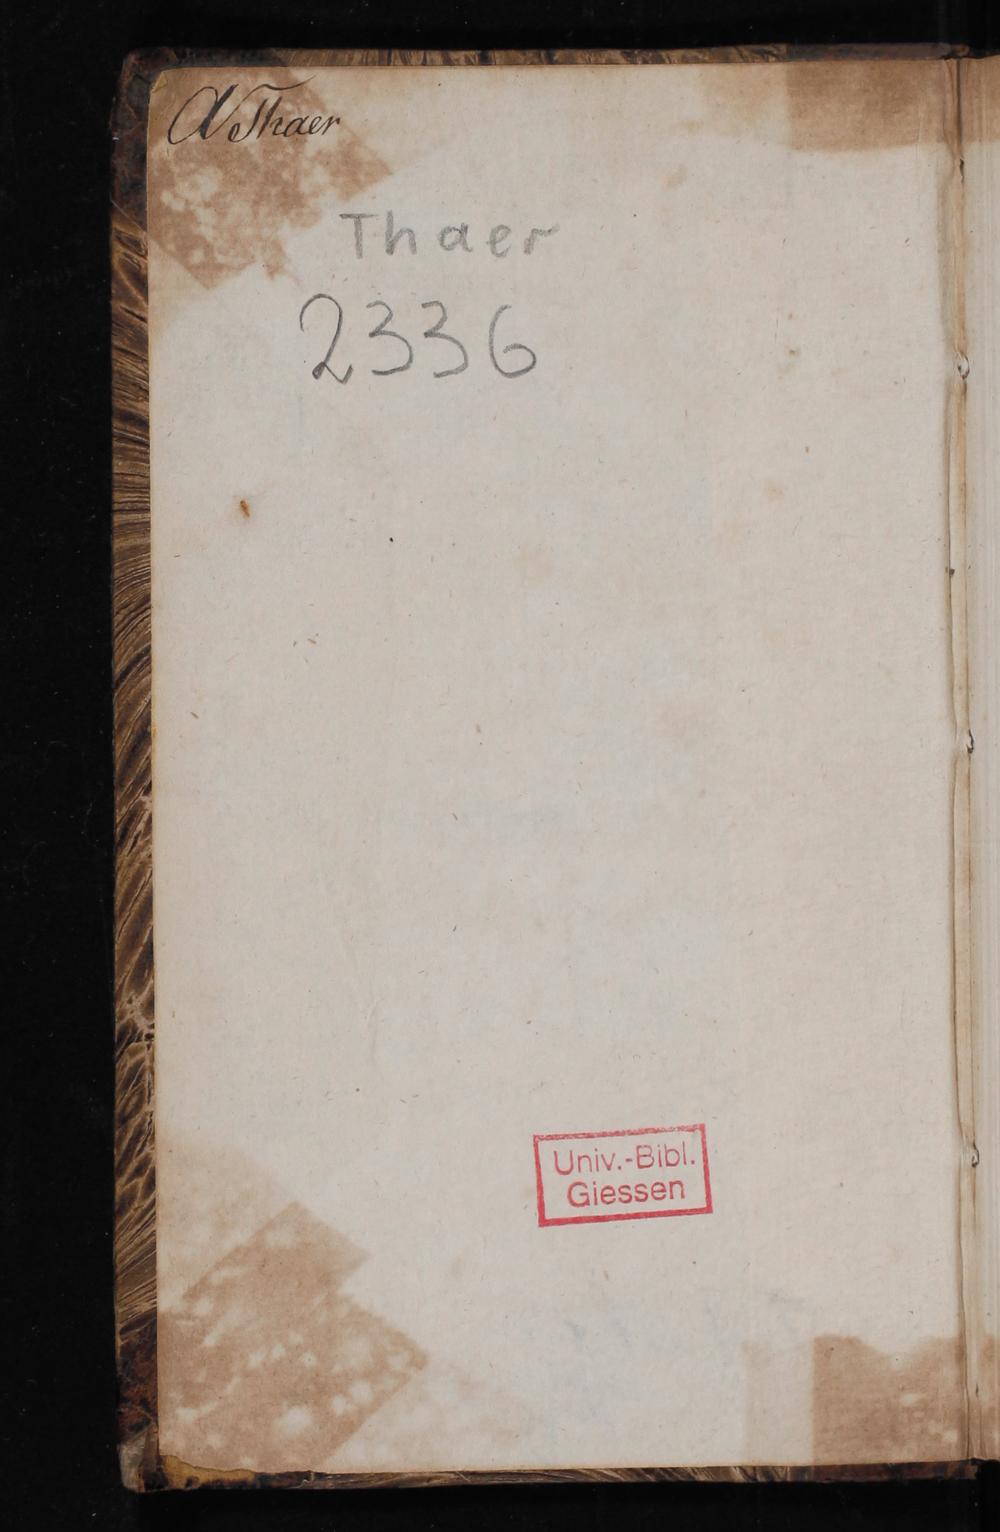 A Thaer
Thaer
2336
Univ.-Bibl.
Giessen